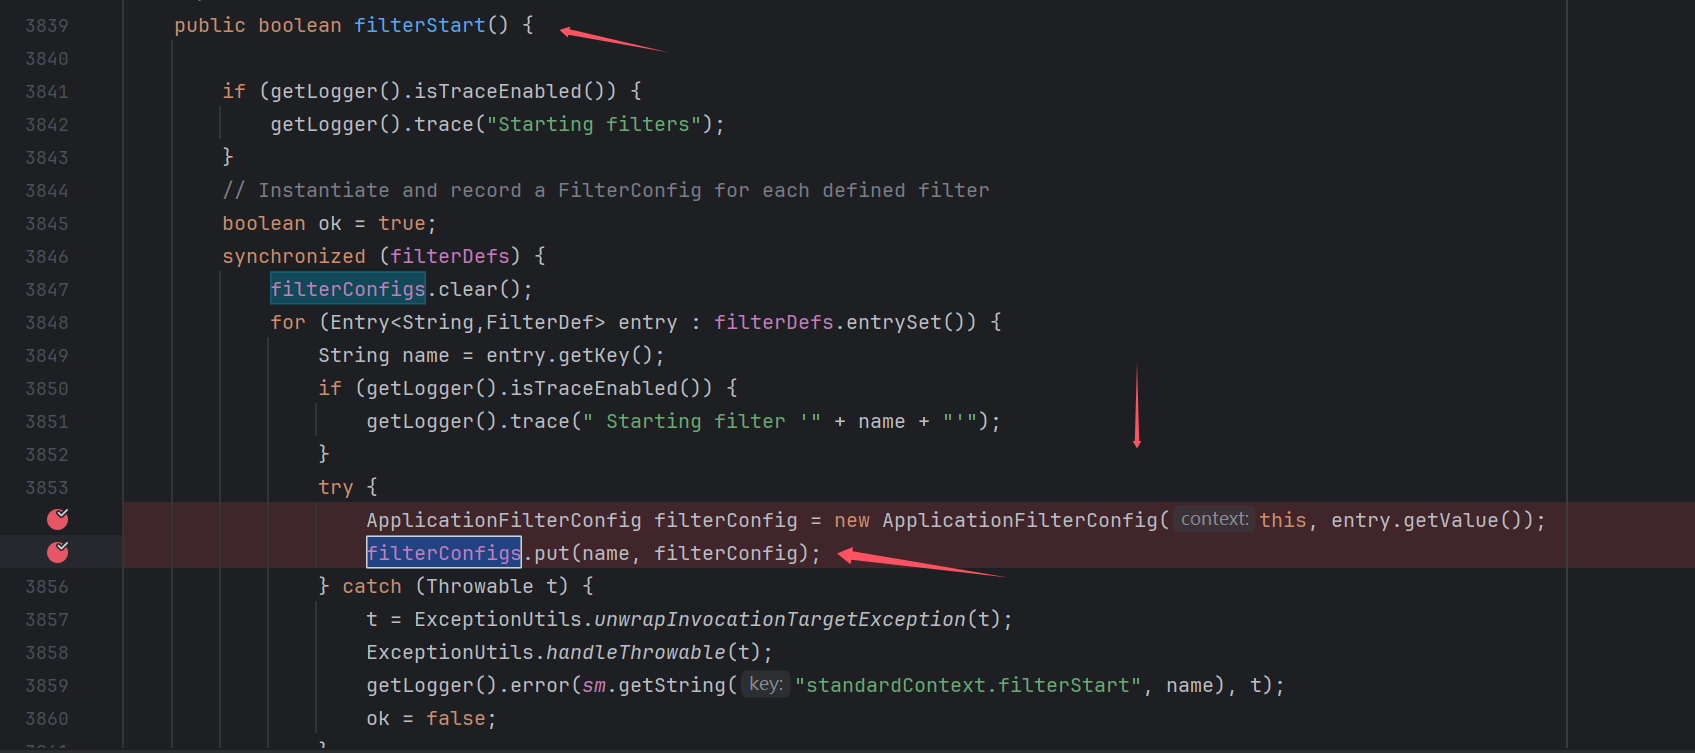 3839 public boolean filterStart() {
3840
3841 if (getLogger().isTraceEnabled()) {
3842 getLogger().trace("Starting filters");
3843 }
3844 // Instantiate and record a FilterConfig for each defined filter
3845 boolean ok = true;
3846 synchronized (filterDefs) {
3847 filterConfigs.clear();
3848 for (Entry<String,FilterDef> entry : filterDefs.entrySet()) {
3849 String name = entry.getKey();
3850 if (getLogger().isTraceEnabled()) {
3851 getLogger().trace(" Starting filter '" + name + "'");
3852 }
3853 try {
ApplicationFilterConfig filterConfig = new ApplicationFilterConfig( context: this, entry.getValue());
filterConfigs.put(name, filterConfig);
3856 } catch (Throwable t) {
3857 t = ExceptionUtils.unwrapInvocationTargetException(t);
3858 ExceptionUtils.handleThrowable(t);
3859 getLogger().error(sm.getString( key: "standardContext.filterStart", name), t);
3860 ok = false;